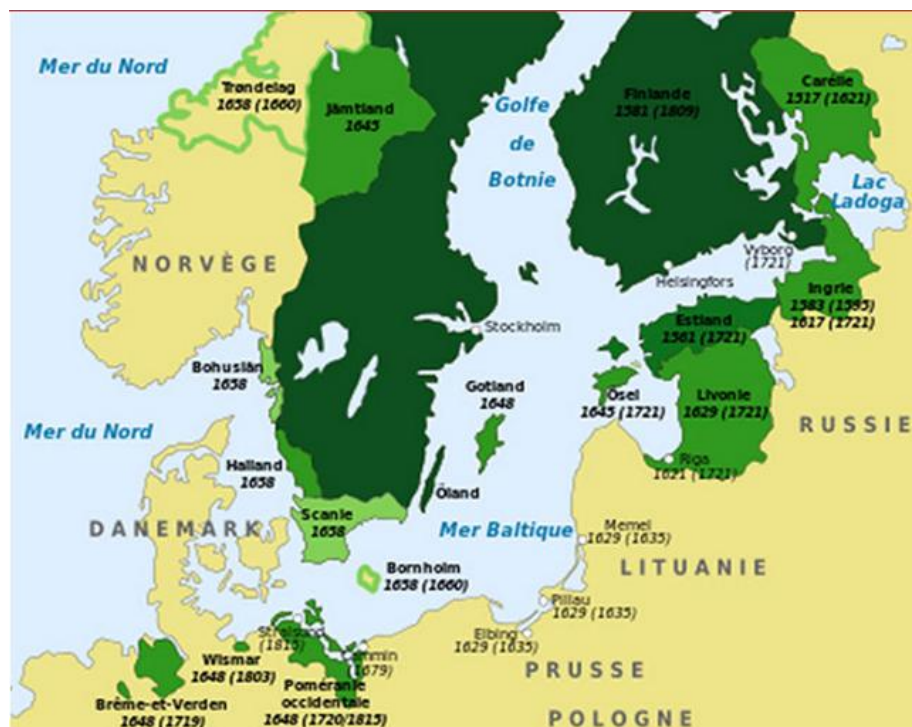 Mer du Nord
Trøndelag
1658 (1660)
Jämtland
1645
Golfe
de
Botnie
Finlande
1581 (1809)
Carélie
1517 (1621)
Lac
Ladoga
NORVÈGE
Vyborg
(1721)
Helsingfors
Ingrie
1583 (1595)
1617 (1721)
Stockholm
Estland
1561 (1721)
Bohuslän
1658
Gotland
1648
Osel
1645 (1721)
Livonie
1629 (1721)
RUSSIE
Mer du Nord
Halland
1658
Riga
1621 (1721)
Öland
Scanie
1658
DANEMARK
Mer Baltique
Memel
1629 (1635)
LITUANIE
Bornholm
1658 (1660)
Pillau
1629 (1635)
Elbing
1629 (1635)
Stralsund
(1815)
Wismar
1648 (1803)
(1679)
PRUSSE
Brême-et-Verden
1648 (1719)
Poméranie
occidentale
1648 (1720/1815)
POLOGNE